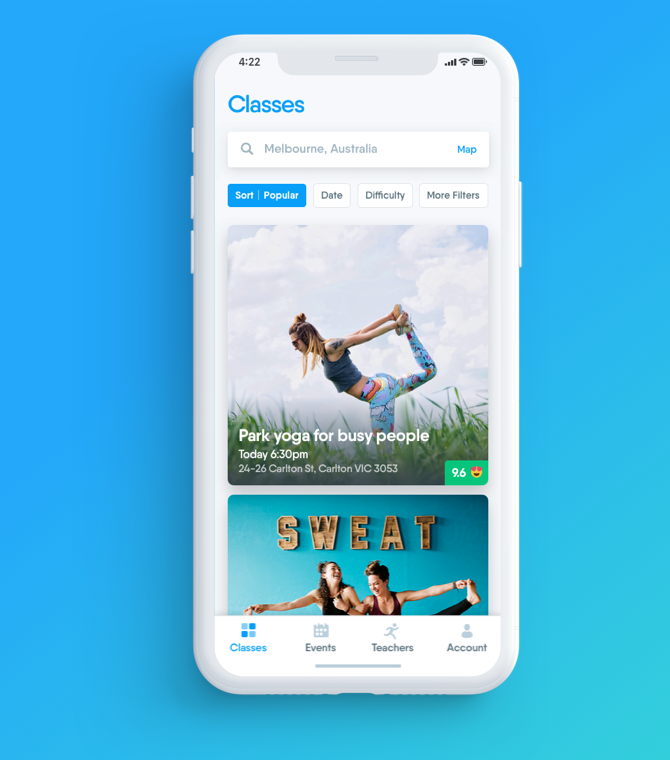 4:22
Classes
Melbourne, Australia Map
Sort | Popular Date Difficulty More Filters
Park yoga for busy people
Today 6:30pm
24-26 Carlton St, Carlton VIC 3053
9.6
SWEAT
Classes Events Teachers Account